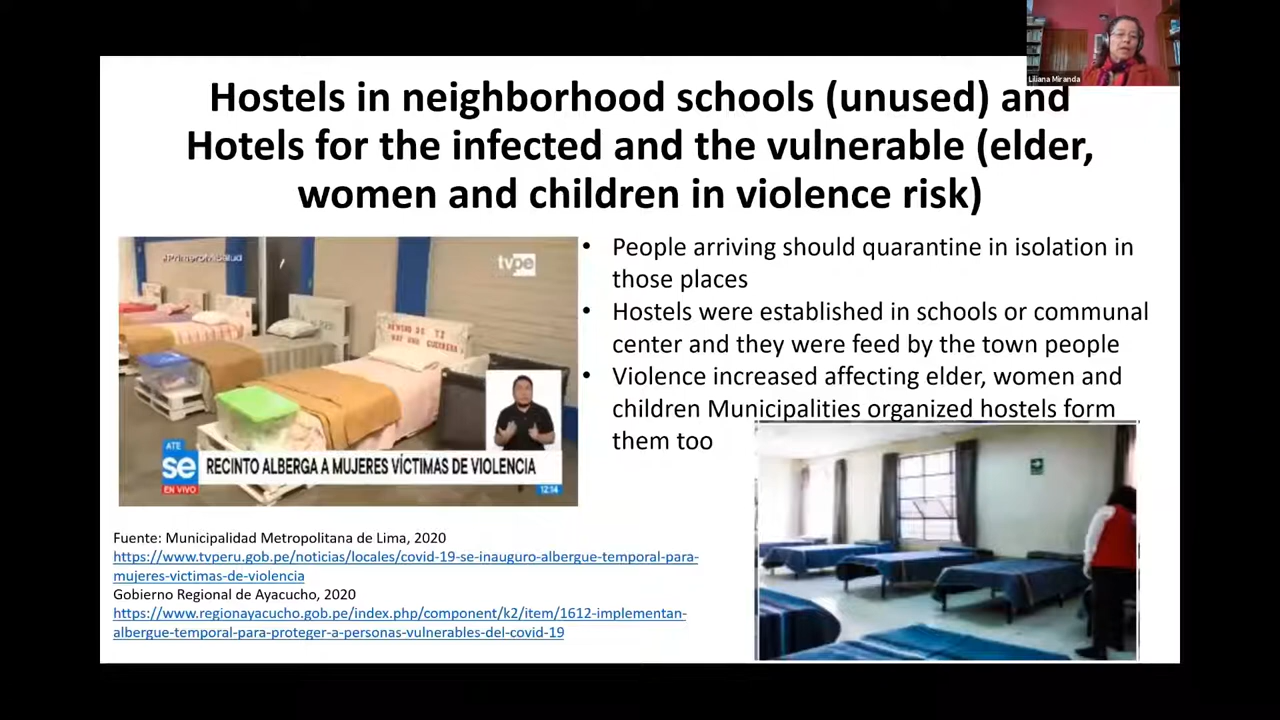 Liliana Miranda
Hostels in neighborhood schools (unused) and
Hotels for the infected and the vulnerable (elder,
women and children in violence risk)
#PrimeroMiSalud
tvpe
ATE
se
EN VIVO
RECINTO ALBERGA A MUJERES VÍCTIMAS DE VIOLENCIA
12:14
• People arriving should quarantine in isolation in
those places
• Hostels were established in schools or communal
center and they were feed by the town people
• Violence increased affecting elder, women and
children Municipalities organized hostels form
them too
Fuente: Municipalidad Metropolitana de Lima, 2020
https://www.tvperu.gob.pe/noticias/locales/covid-19-se-inauguro-albergue-temporal-para-
mujeres-victimas-de-violencia
Gobierno Regional de Ayacucho, 2020
https://www.regionayacucho.gob.pe/index.php/component/k2/item/1612-implementan-
albergue-temporal-para-proteger-a-personas-vulnerables-del-covid-19